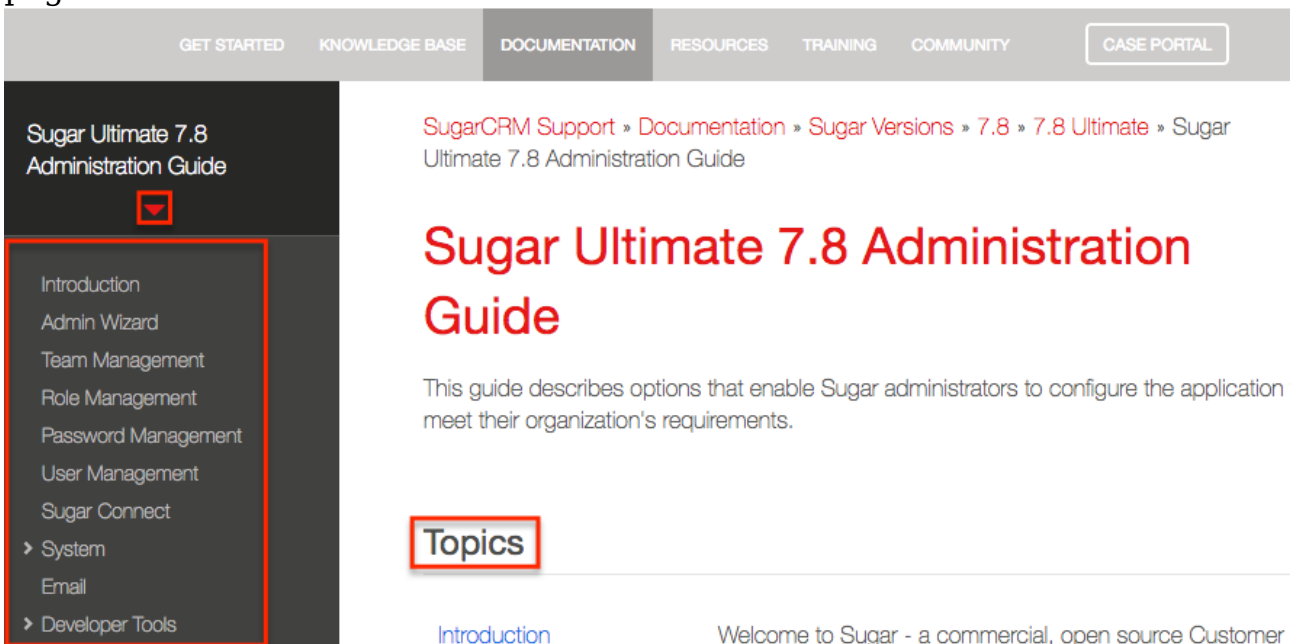 GET STARTED KNOWLEDGE BASE DOCUMENTATION RESOURCES TRAINING COMMUNITY CASE PORTAL
Sugar Ultimate 7.8
Administration Guide
Introduction
Admin Wizard
Team Management
Role Management
Password Management
User Management
Sugar Connect
System
Email
Developer Tools
SugarCRM Support » Documentation » Sugar Versions » 7.8 » 7.8 Ultimate » Sugar
Ultimate 7.8 Administration Guide
Sugar Ultimate 7.8 Administration
Guide
This guide describes options that enable Sugar administrators to configure the application
meet their organization's requirements.
Topics
Introduction Welcome to Sugar - a commercial, open source Customer